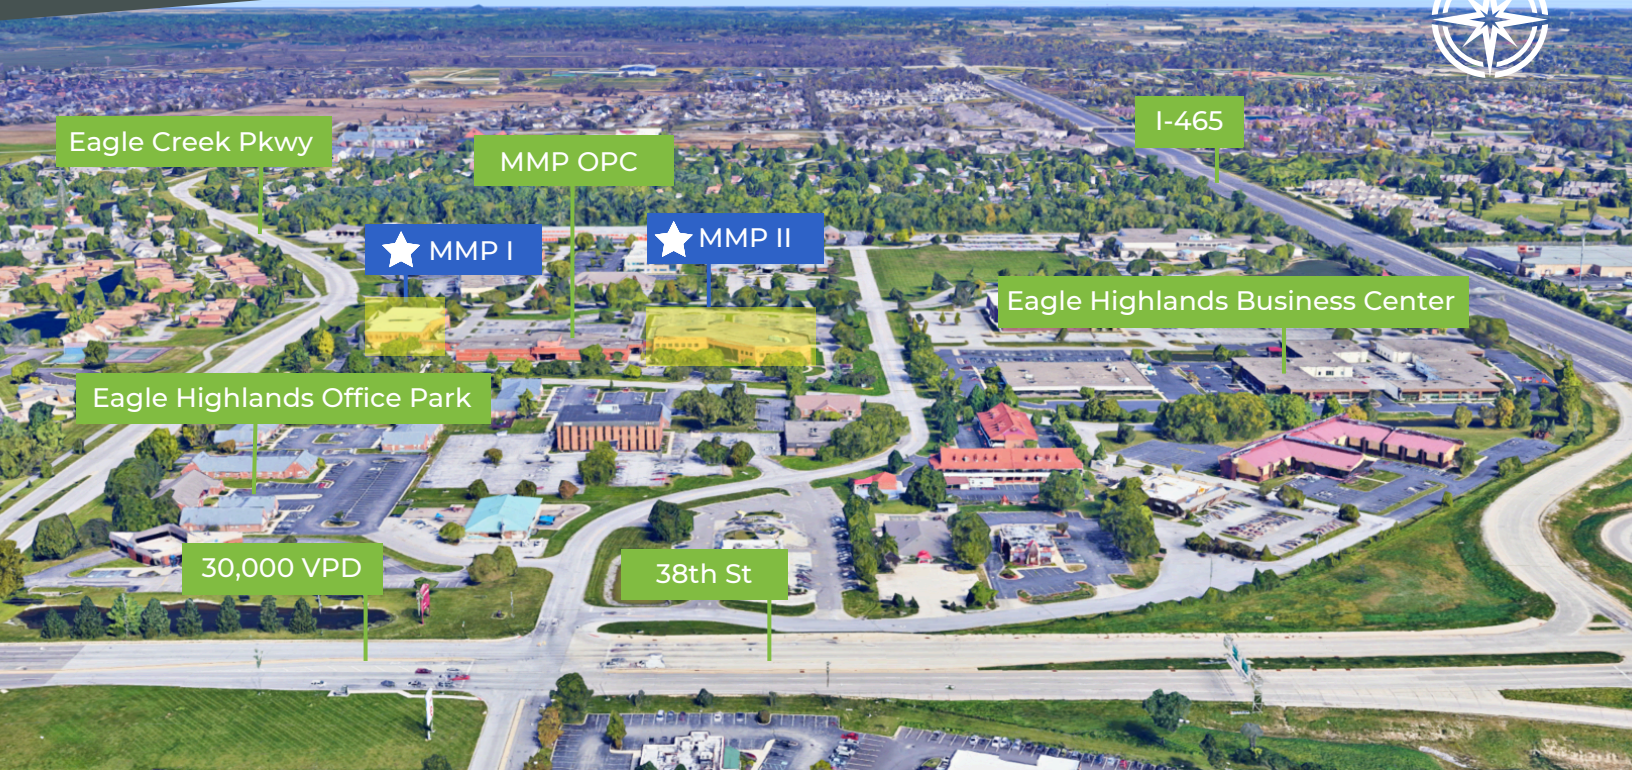 I-465
Eagle Creek Pkwy
MMP OPC
MMP II
MMP I
Eagle Highlands Business Center
Eagle Highlands Office Park
30,000 VPD
38th St